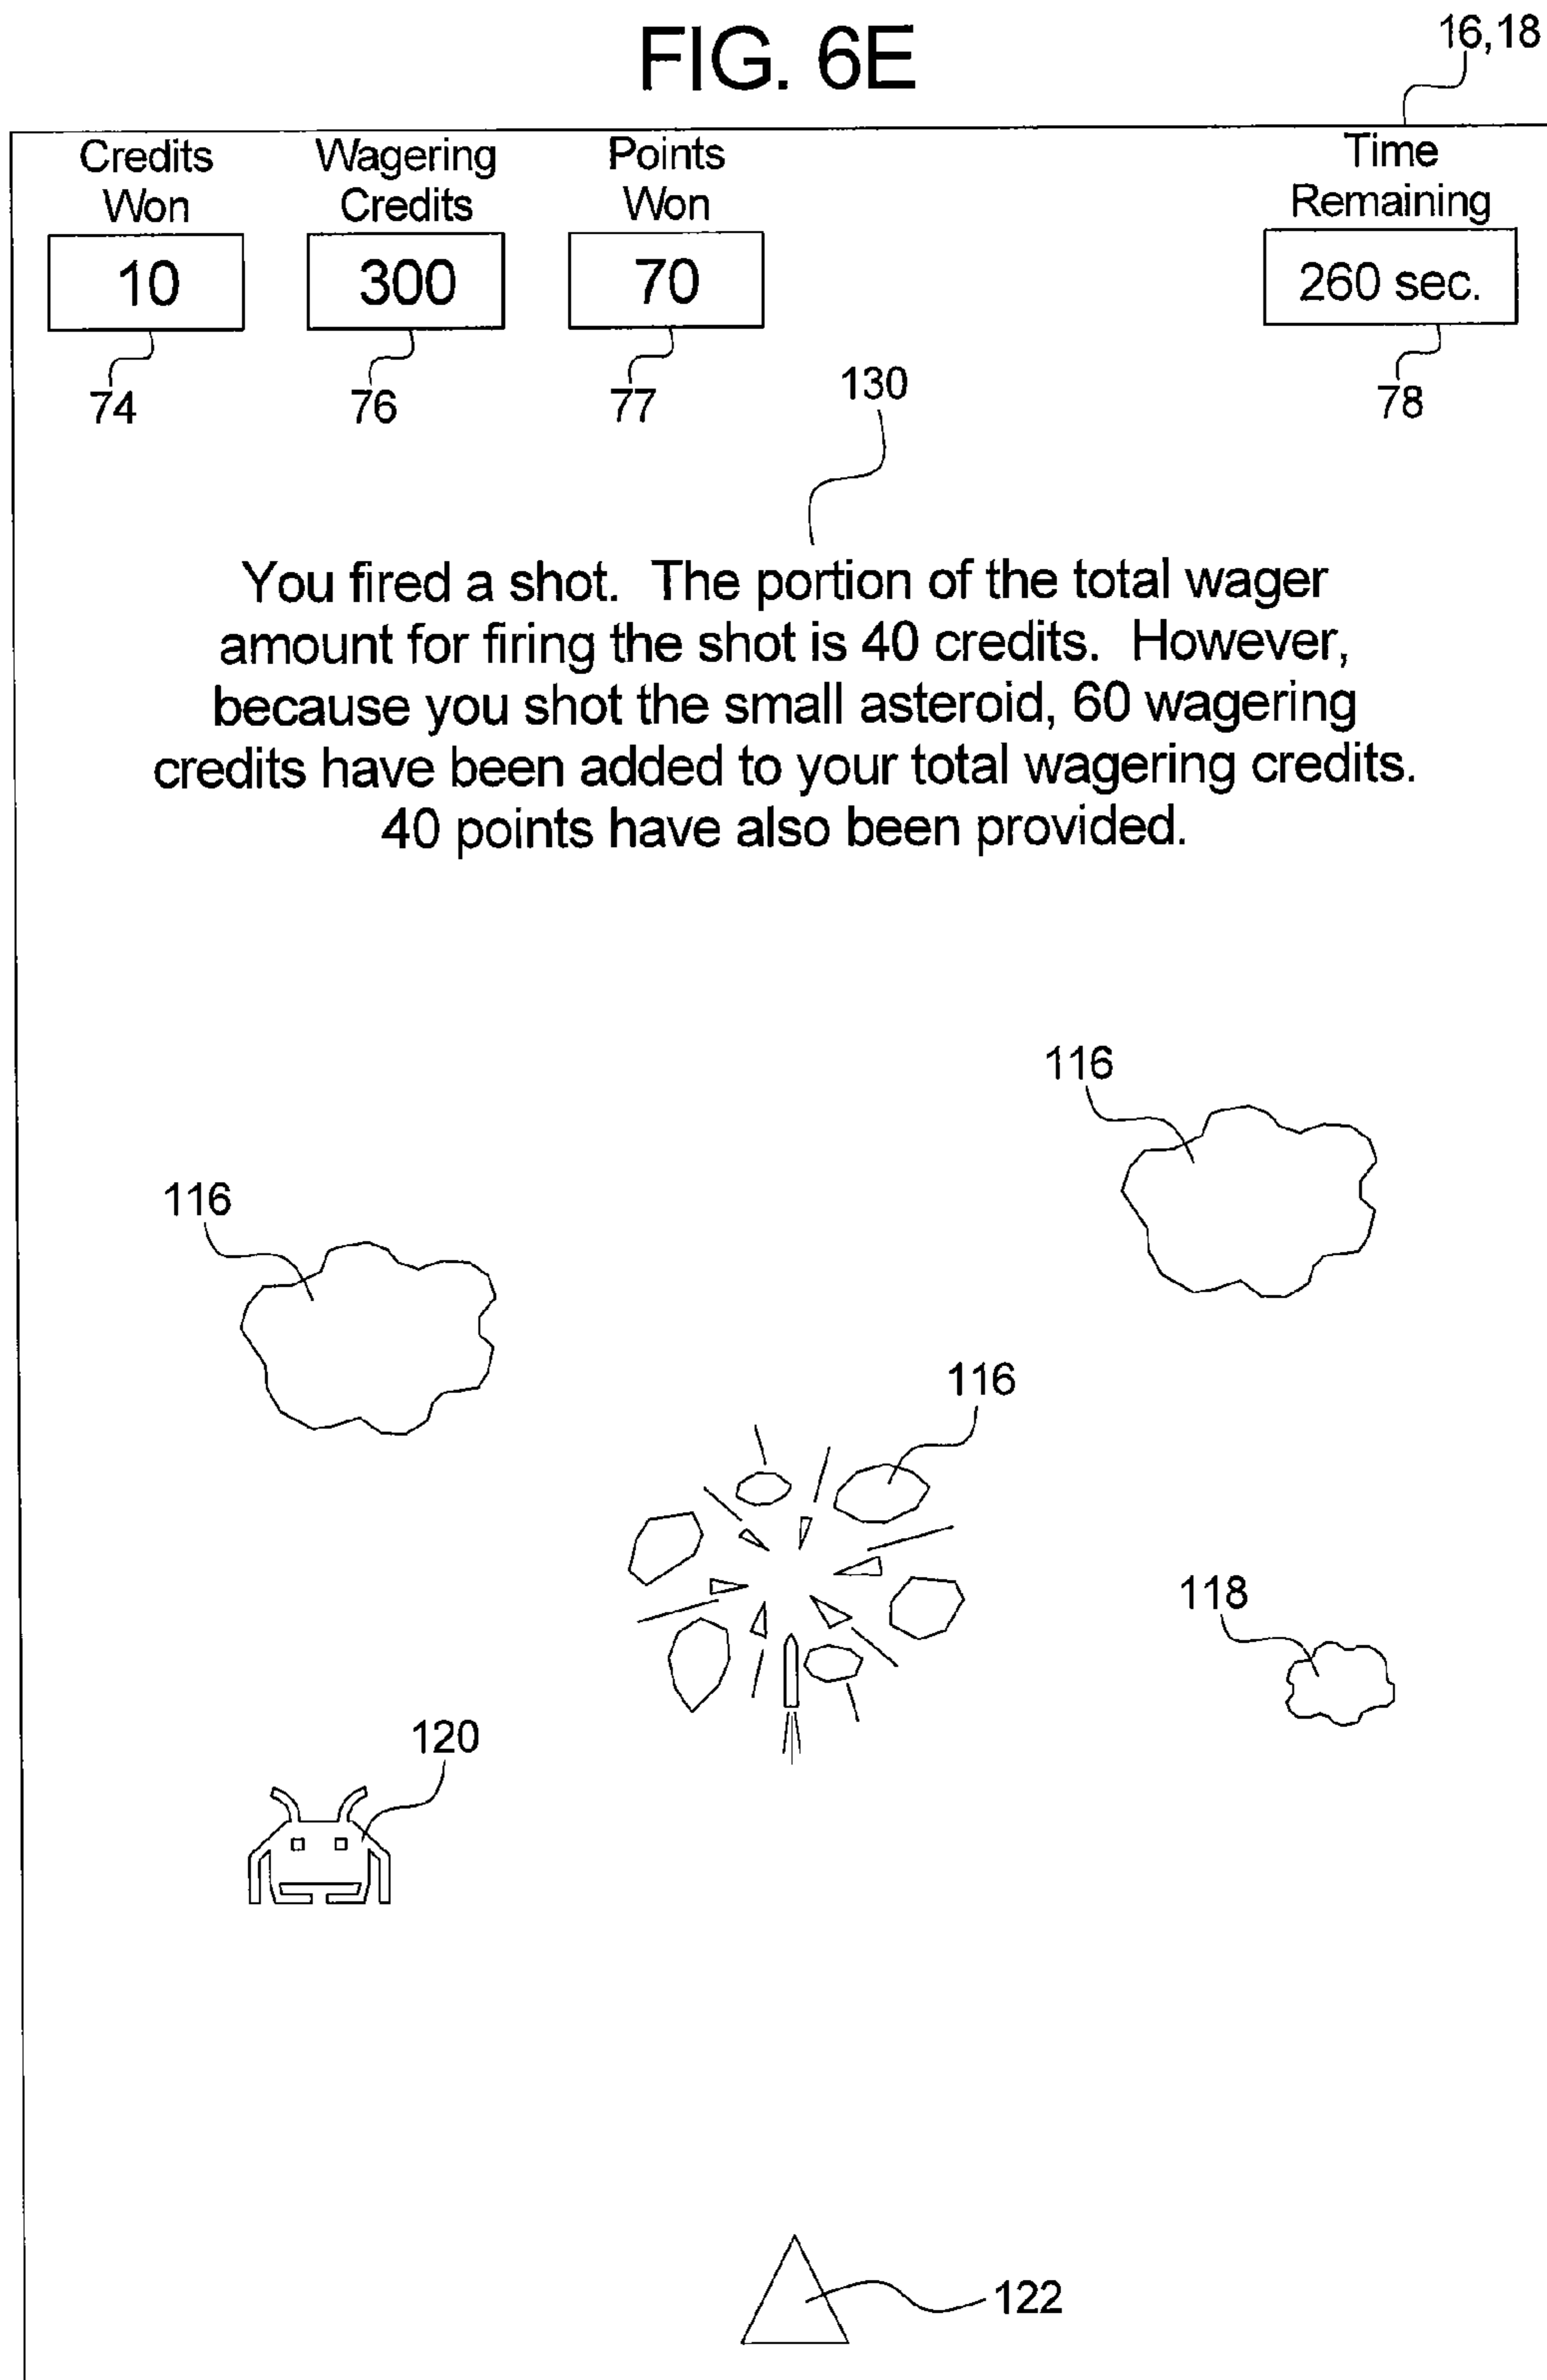 FIG. 6E
16,18
Credits Won
Wagering Credits
Points Won
Time Remaining
10
300
70
260 sec.
74
76
77
78
130
You fired a shot. The portion of the total wager
amount for firing the shot is 40 credits. However,
because you shot the small asteroid, 60 wagering
credits have been added to your total wagering credits.
40 points have also been provided.
116
116
116
118
120
122